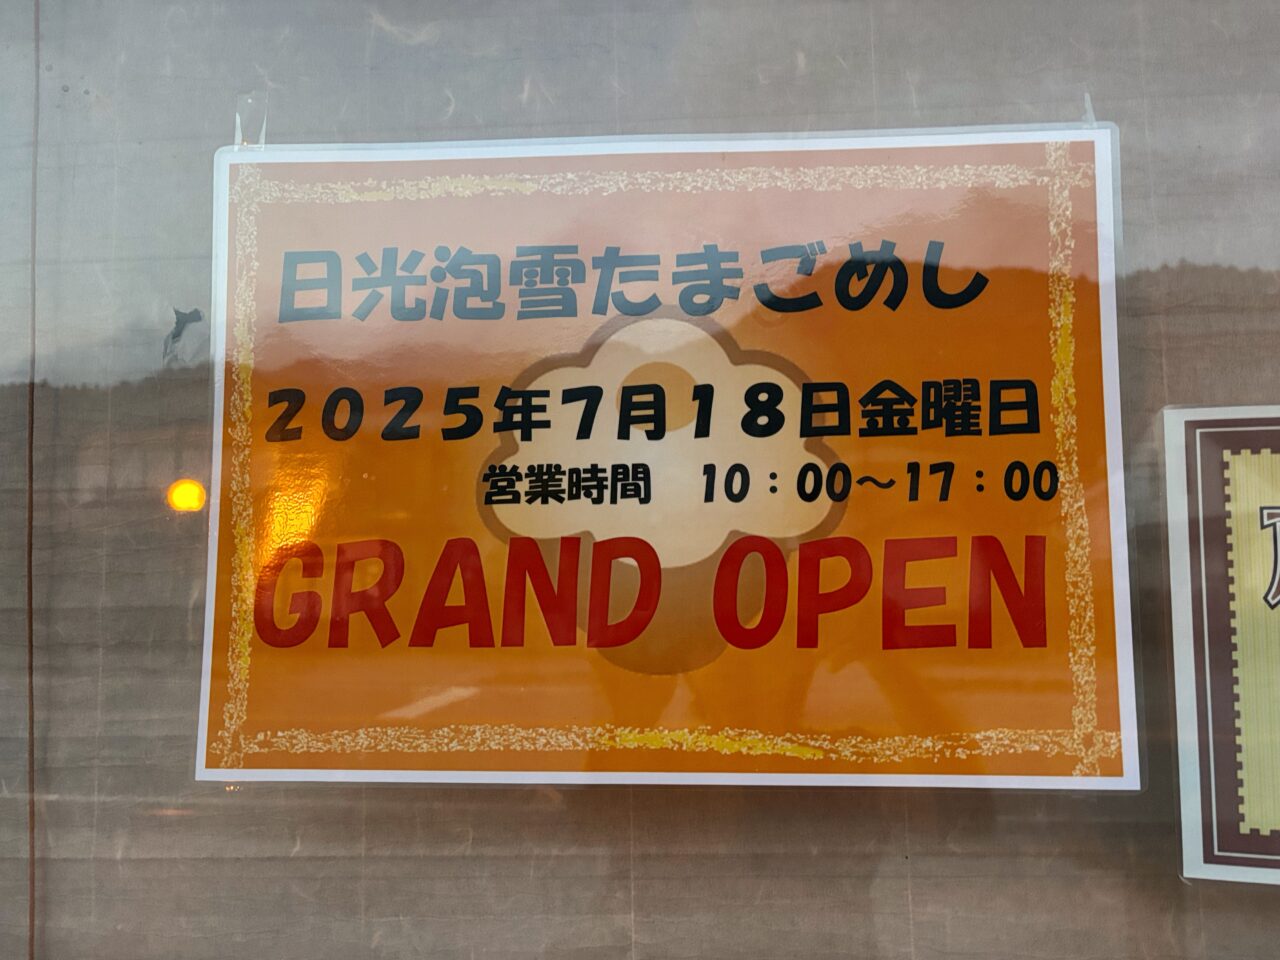 日光泡雪たまごめし
２０２５年７月１８日金曜日
営業時間　１０：００～１７：００
GRAND OPEN